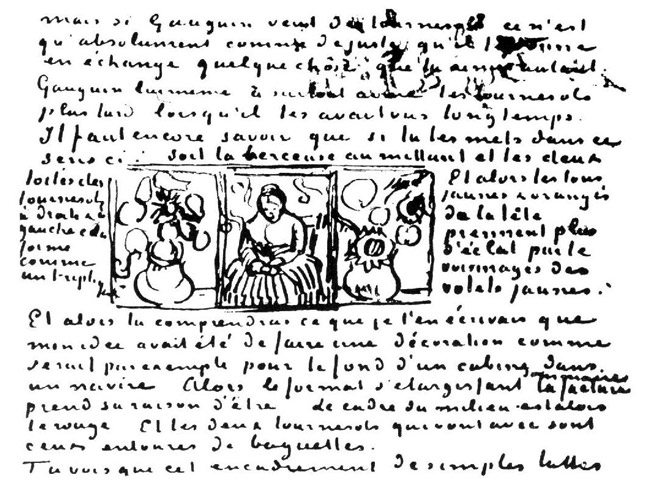 mais si Gauguin veut des tournesols ce n'est
qu'absolument comme de juste qu'il te donne
en échange quelque chose que tu aimes autant.
Gauguin lui même a surtout aimé les tournesols
plus tard lorsqu'il les avait vus longtemps.
Il faut encore savoir que si tu les mets dans ce
sens ci: soit la berceuse au millant et les deux
toiles des
tournesols
à droite &
gauche cela
forme
comme
un triptyque
Et alors les tons
jaunes & orangés
de la tête
prennent plus
d'éclat par le
voisinages des
volets jaunes.
Et alors tu comprendras ce que je t'en écrivais que
mon idée avait été de faire une décoration comme
serait par exemple pour le fond d'un cabine dans
un navire Alors le format s'élargissant la facture
sommaire
prend sa raison d'être Le cadre du milieu est alors
le rouge Et les deux tournesols qui vont avec sont
ceux entourés de baguettes.
Tu vois que cet encadrement de simples lattes